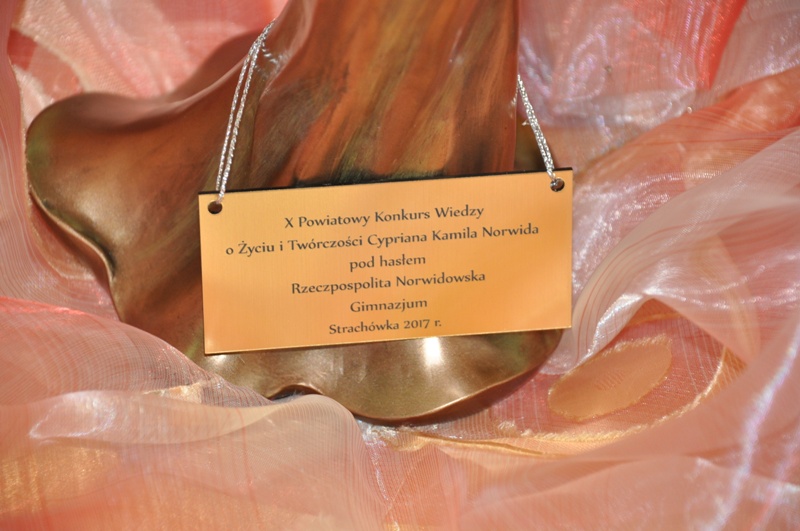 X Powiatowy Konkurs Wiedzy
o Życiu i Twórczości Cypriana Kamila Norwida
pod hasłem
Rzeczpospolita Norwidowska
Gimnazjum
Strachówka 2017 r.